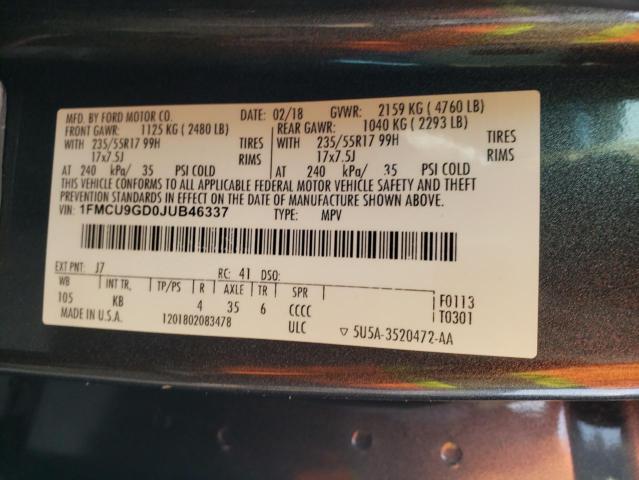 MFD. BY FORD MOTOR CO. DATE: 02/18 GVWR: 2159 KG ( 4760 LB)
FRONT GAWR: 1125 KG ( 2480 LB) REAR GAWR: 1040 KG ( 2293 LB)
WITH 235/55R17 99H TIRES WITH 235/55R17 99H TIRES
17x7.5J RIMS 17x7.5J RIMS
AT 240 kPa/ 35 PSI COLD AT 240 kPa/ 35 PSI COLD
THIS VEHICLE CONFORMS TO ALL APPLICABLE FEDERAL MOTOR VEHICLE SAFETY AND THEFT
PREVENTION STANDARDS IN EFFECT ON THE DATE OF MANUFACTURE SHOWN ABOVE.
VIN: 1FMCU9GD0JUB46337 TYPE: MPV
EXT PNT: J7 RC: 41 DSO:
WB INT TR, TP/PS R AXLE TR SPR
105 KB 4 35 6 CCCC F0113
MADE IN U.S.A. 1201802083478 ULC T0301
▽ 5U5A-3520472-AA